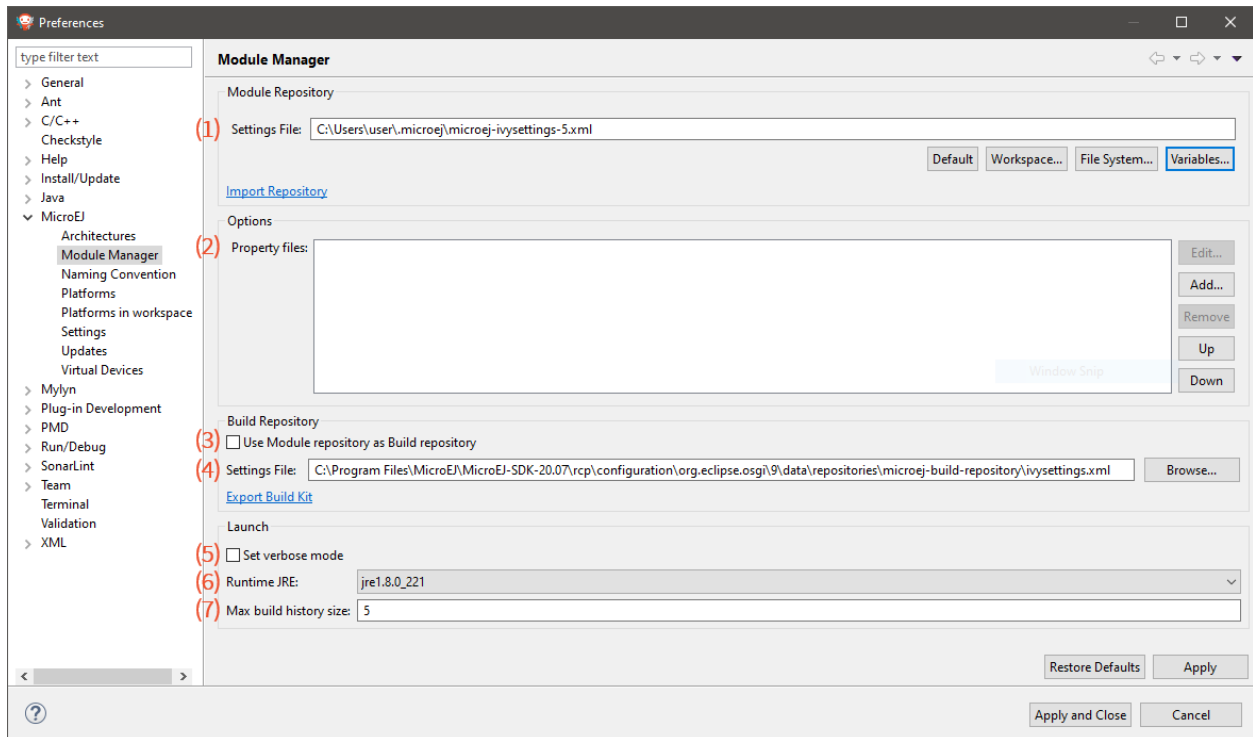 Preferences
type filter text
General
Ant
C/C++
Checkstyle
Help
Install/Update
Java
MicroEJ
Architectures
Module Manager
Naming Convention
Platforms
Platforms in workspace
Settings
Updates
Virtual Devices
Mylyn
Plug-in Development
PMD
Run/Debug
SonarLint
Team
Terminal
Validation
XML
Module Manager
Module Repository
(1) Settings File: C:\Users\user\.microej\microej-ivysettings-5.xml
Default Workspace... File System... Variables...
Import Repository
Options
(2) Property files:
Edit...
Add...
Remove
Up
Window Snip
Down
Build Repository
(3) Use Module repository as Build repository
(4) Settings File: C:\Program Files\MicroEJ\MicroEJ-SDK-20.07\rcp\configuration\org.eclipse.osgi\9\data\repositories\microej-build-repository\ivysettings.xml Browse...
Export Build Kit
Launch
(5) Set verbose mode
(6) Runtime JRE: jre1.8.0_221
(7) Max build history size: 5
Restore Defaults Apply
? Apply and Close Cancel